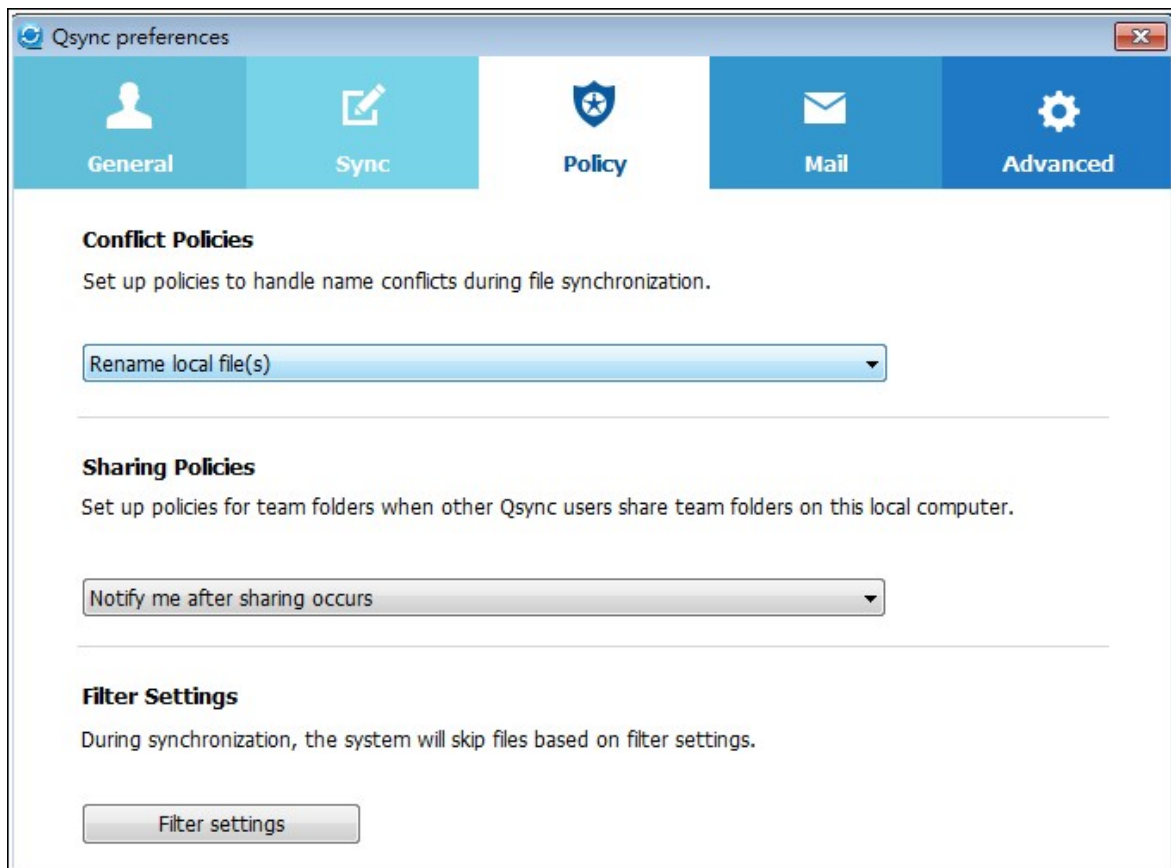 Qsync preferences
General
Sync
Policy
Mail
Advanced
Conflict Policies
Set up policies to handle name conflicts during file synchronization.
Rename local file(s)
Sharing Policies
Set up policies for team folders when other Qsync users share team folders on this local computer.
Notify me after sharing occurs
Filter Settings
During synchronization, the system will skip files based on filter settings.
Filter settings